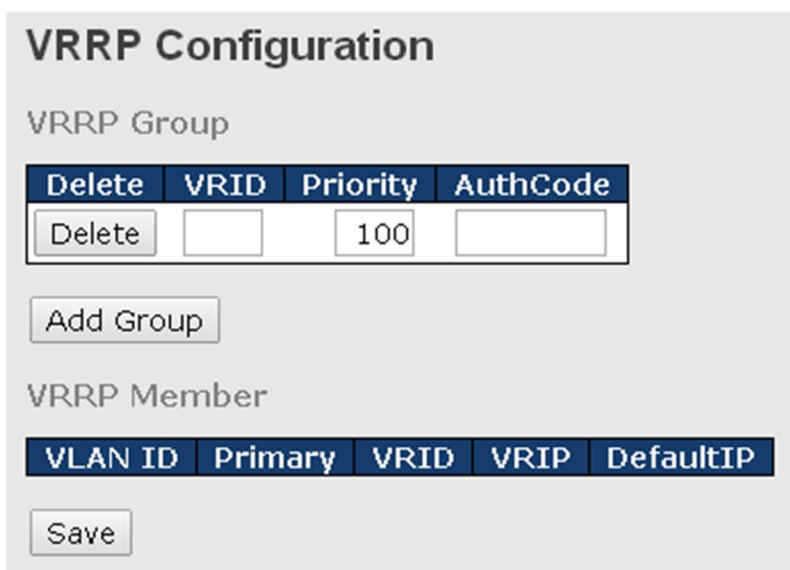 VRRP Configuration
VRRP Group
Delete VRID Priority AuthCode
Delete 100
Add Group
VRRP Member
VLAN ID Primary VRID VRIP DefaultIP
Save